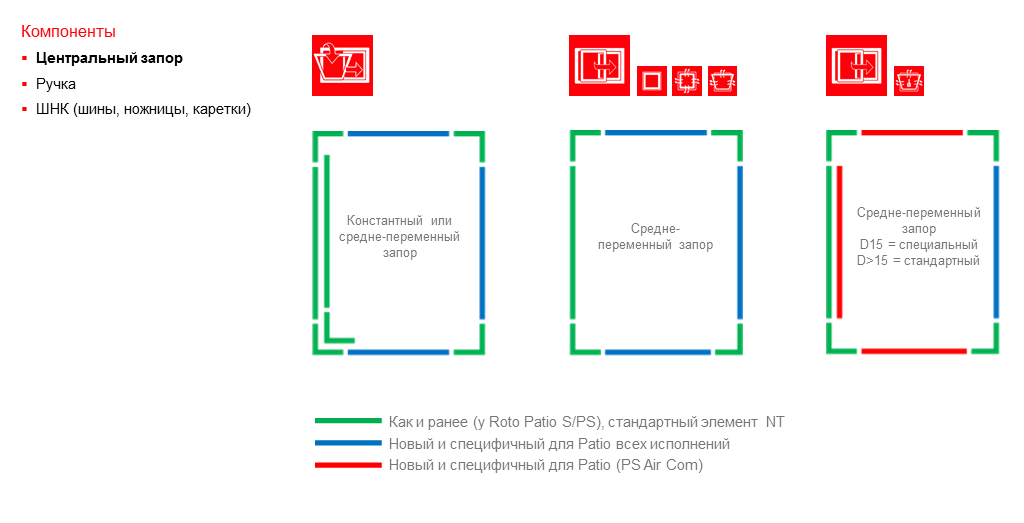 Компоненты
Центральный запор
Ручка
ШНК (шины, ножницы, каретки)
Константный или
средне-переменный
запор
Средне-
переменный запор
Средне-переменный
запор
D15 = специальный
D>15 = стандартный
Как и ранее (у Roto Patio S/PS), стандартный элемент NT
Новый и специфичный для Patio всех исполнений
Новый и специфичный для Patio (PS Air Com)